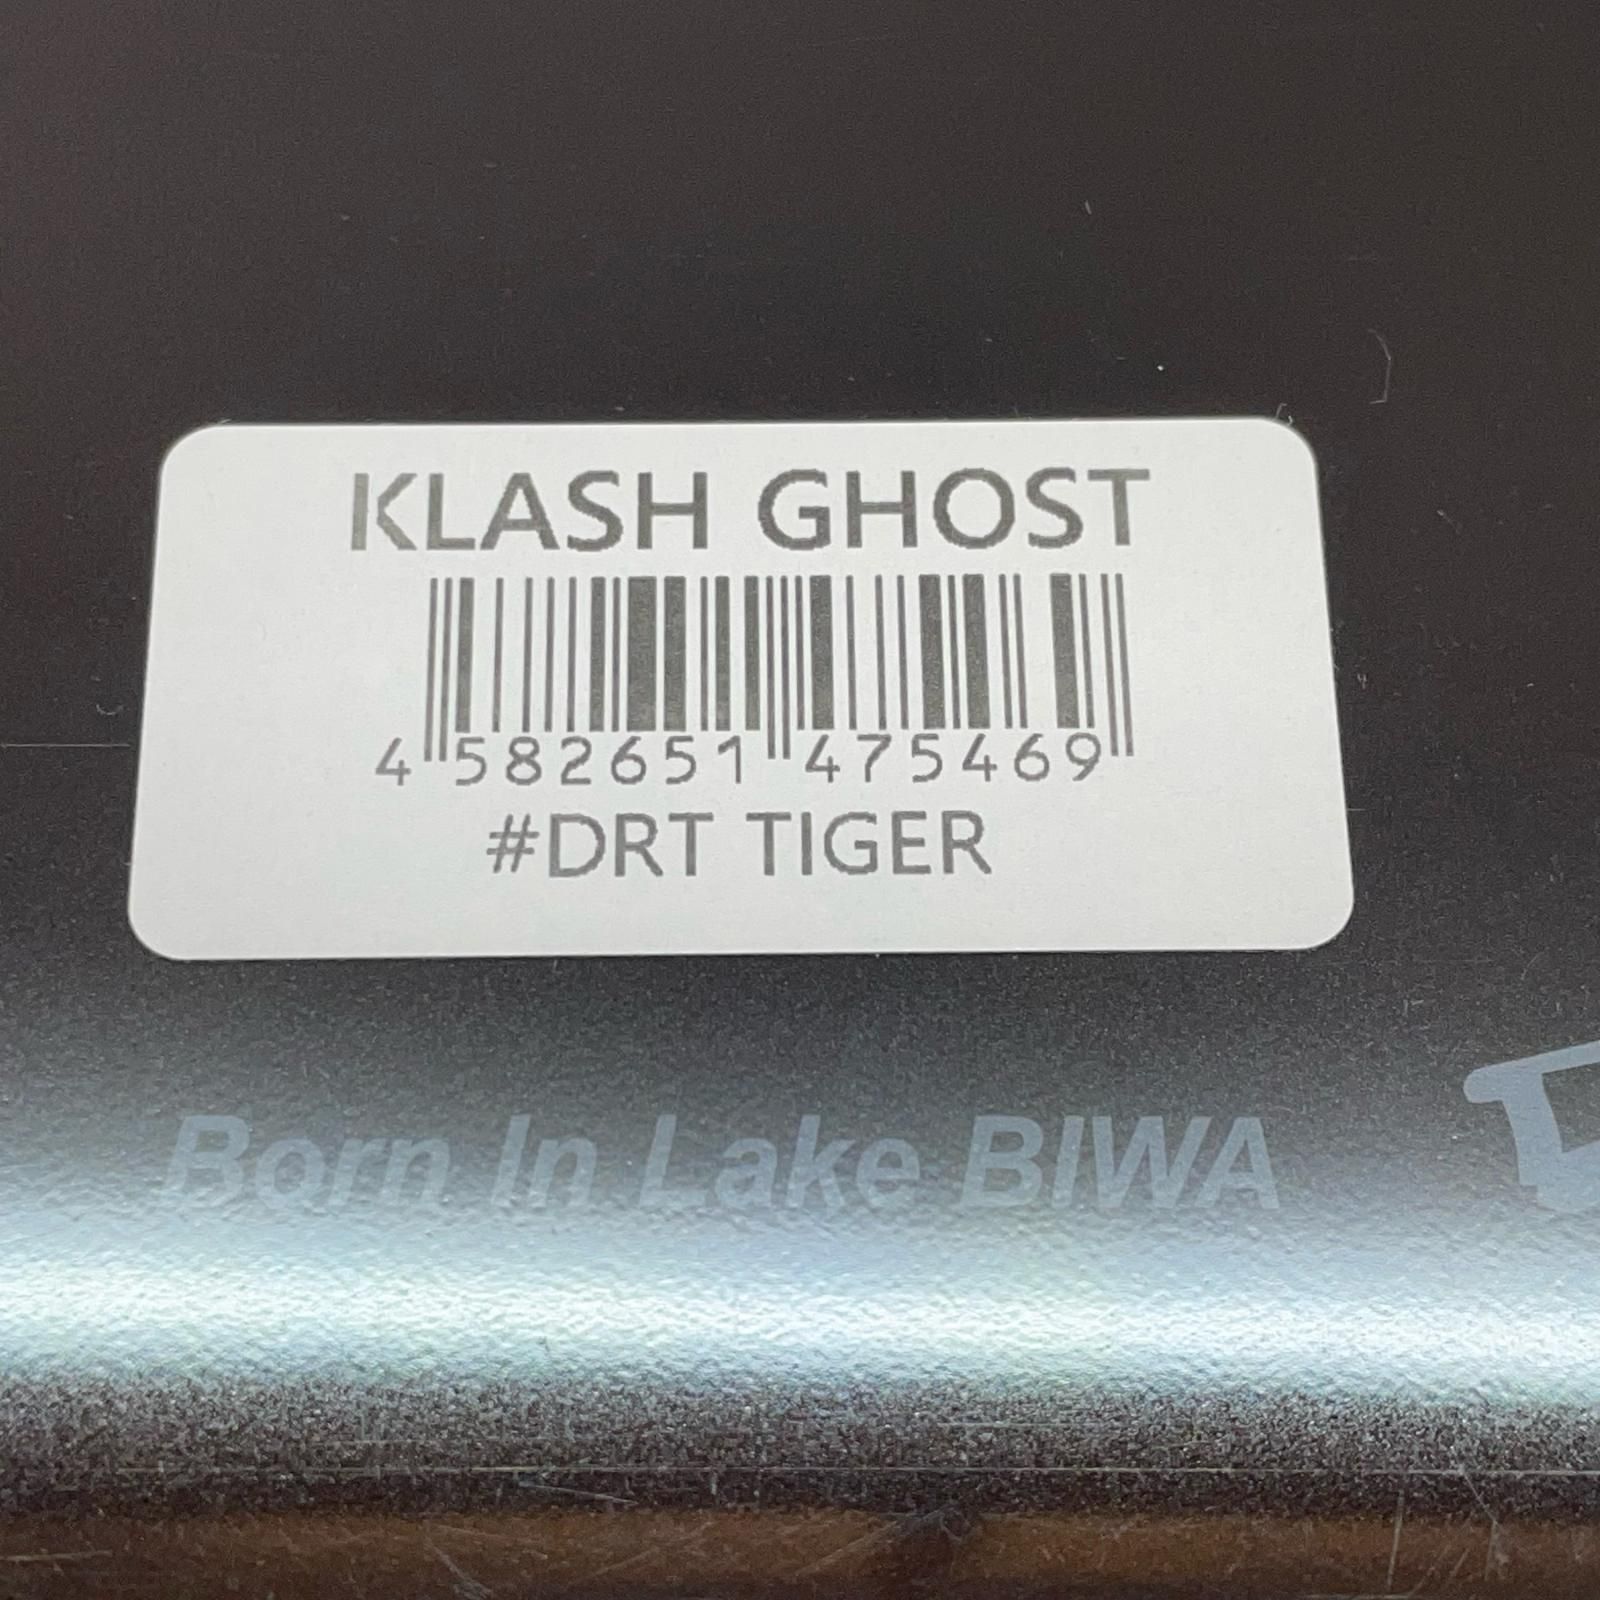 KLASH GHOST
4 582651 475469
#DRT TIGER
Born In Lake BIWA